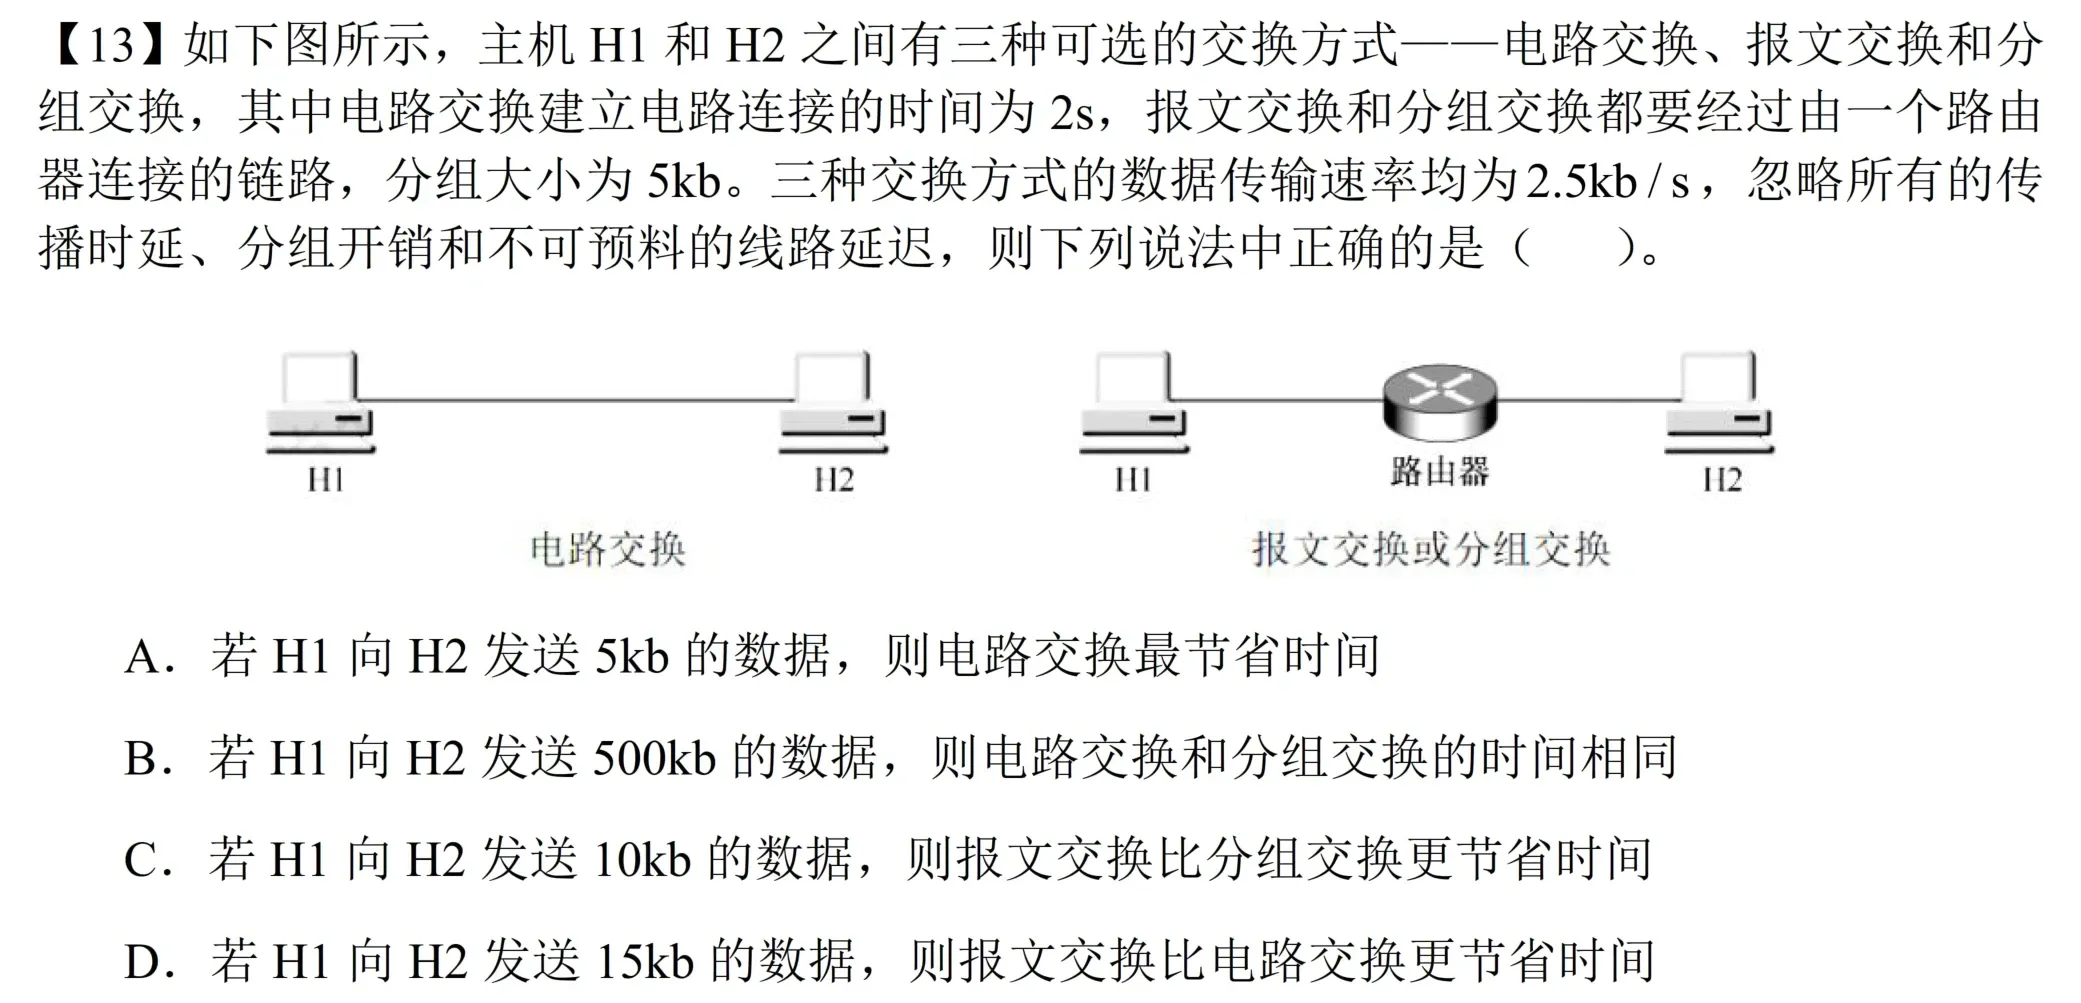 【13】如下图所示，主机 H1 和 H2 之间有三种可选的交换方式——电路交换、报文交换和分
组交换，其中电路交换建立电路连接的时间为 2s，报文交换和分组交换都要经过由一个路由
器连接的链路，分组大小为 5kb。三种交换方式的数据传输速率均为2.5kb / s，忽略所有的传
播时延、分组开销和不可预料的线路延迟，则下列说法中正确的是（　　）。
H1
H2
电路交换
H1
路由器
H2
报文交换或分组交换
A．若 H1 向 H2 发送 5kb 的数据，则电路交换最节省时间
B．若 H1 向 H2 发送 500kb 的数据，则电路交换和分组交换的时间相同
C．若 H1 向 H2 发送 10kb 的数据，则报文交换比分组交换更节省时间
D．若 H1 向 H2 发送 15kb 的数据，则报文交换比电路交换更节省时间